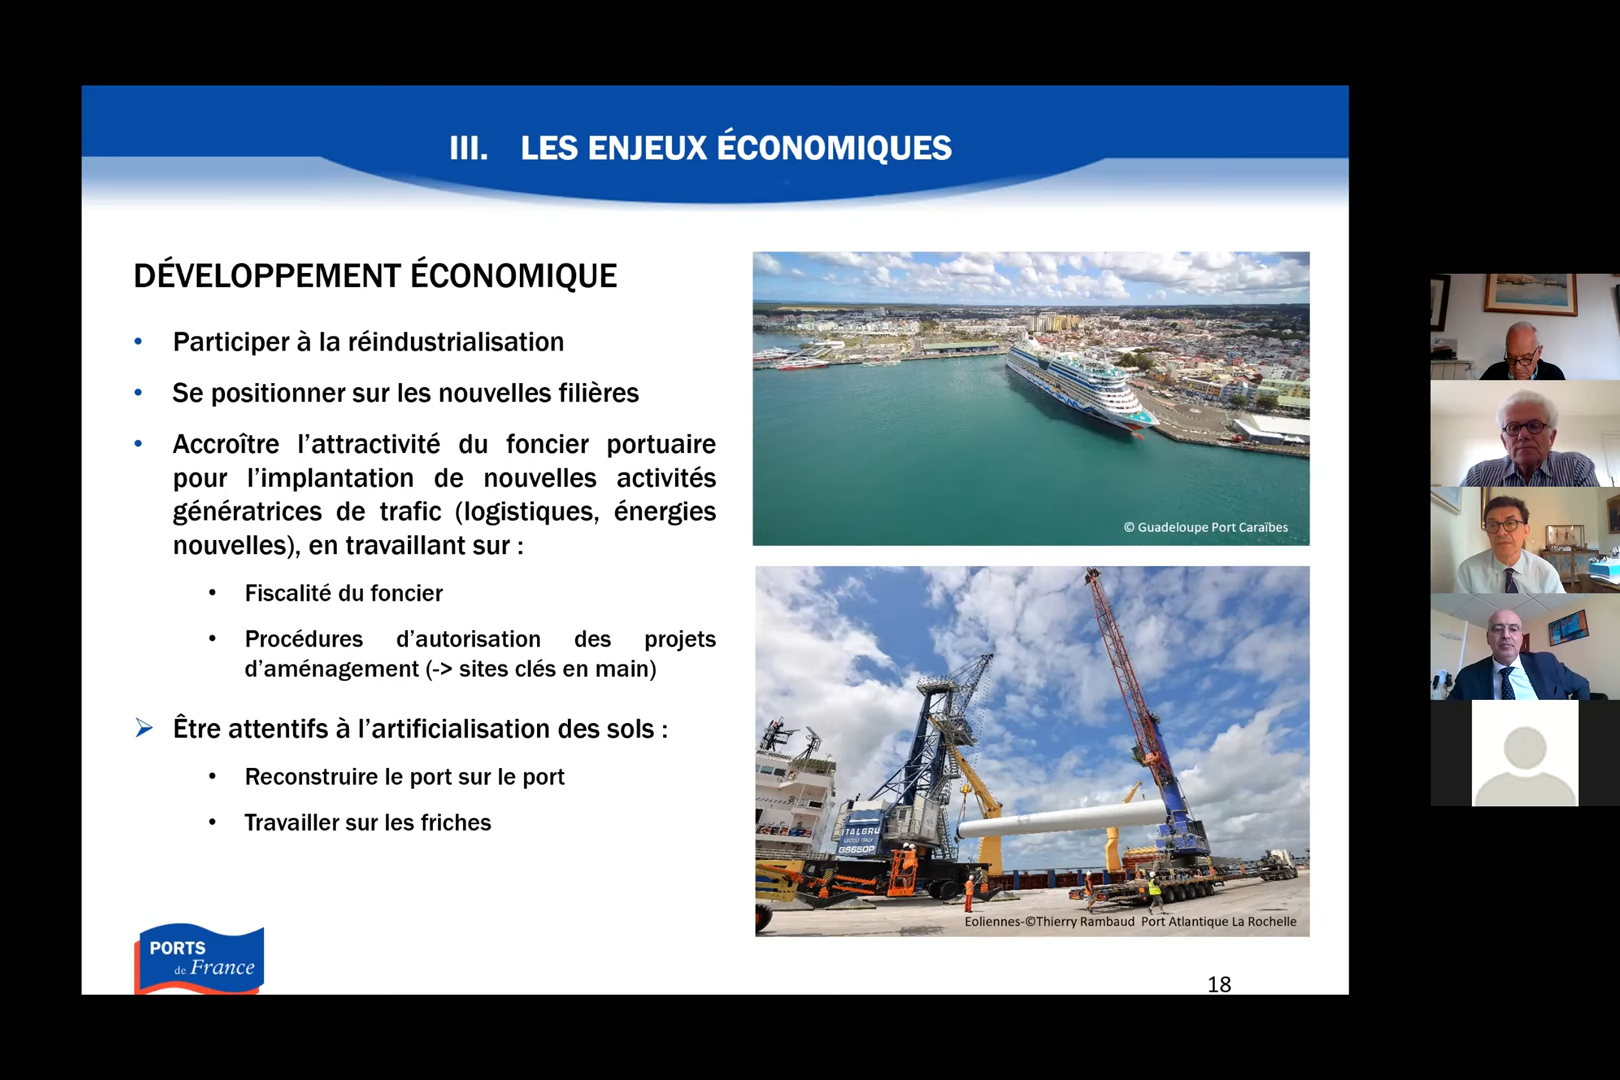 III. LES ENJEUX ÉCONOMIQUES
DÉVELOPPEMENT ÉCONOMIQUE
• Participer à la réindustrialisation
• Se positionner sur les nouvelles filières
• Accroître l’attractivité du foncier portuaire
pour l’implantation de nouvelles activités
génératrices de trafic (logistiques, énergies
nouvelles), en travaillant sur :
• Fiscalité du foncier
• Procédures d’autorisation des projets
d’aménagement (-> sites clés en main)
➢ Être attentifs à l’artificialisation des sols :
• Reconstruire le port sur le port
• Travailler sur les friches
© Guadeloupe Port Caraïbes
ITALGRU
GS650P
Eoliennes-©Thierry Rambaud Port Atlantique La Rochelle
PORTS
de France
18